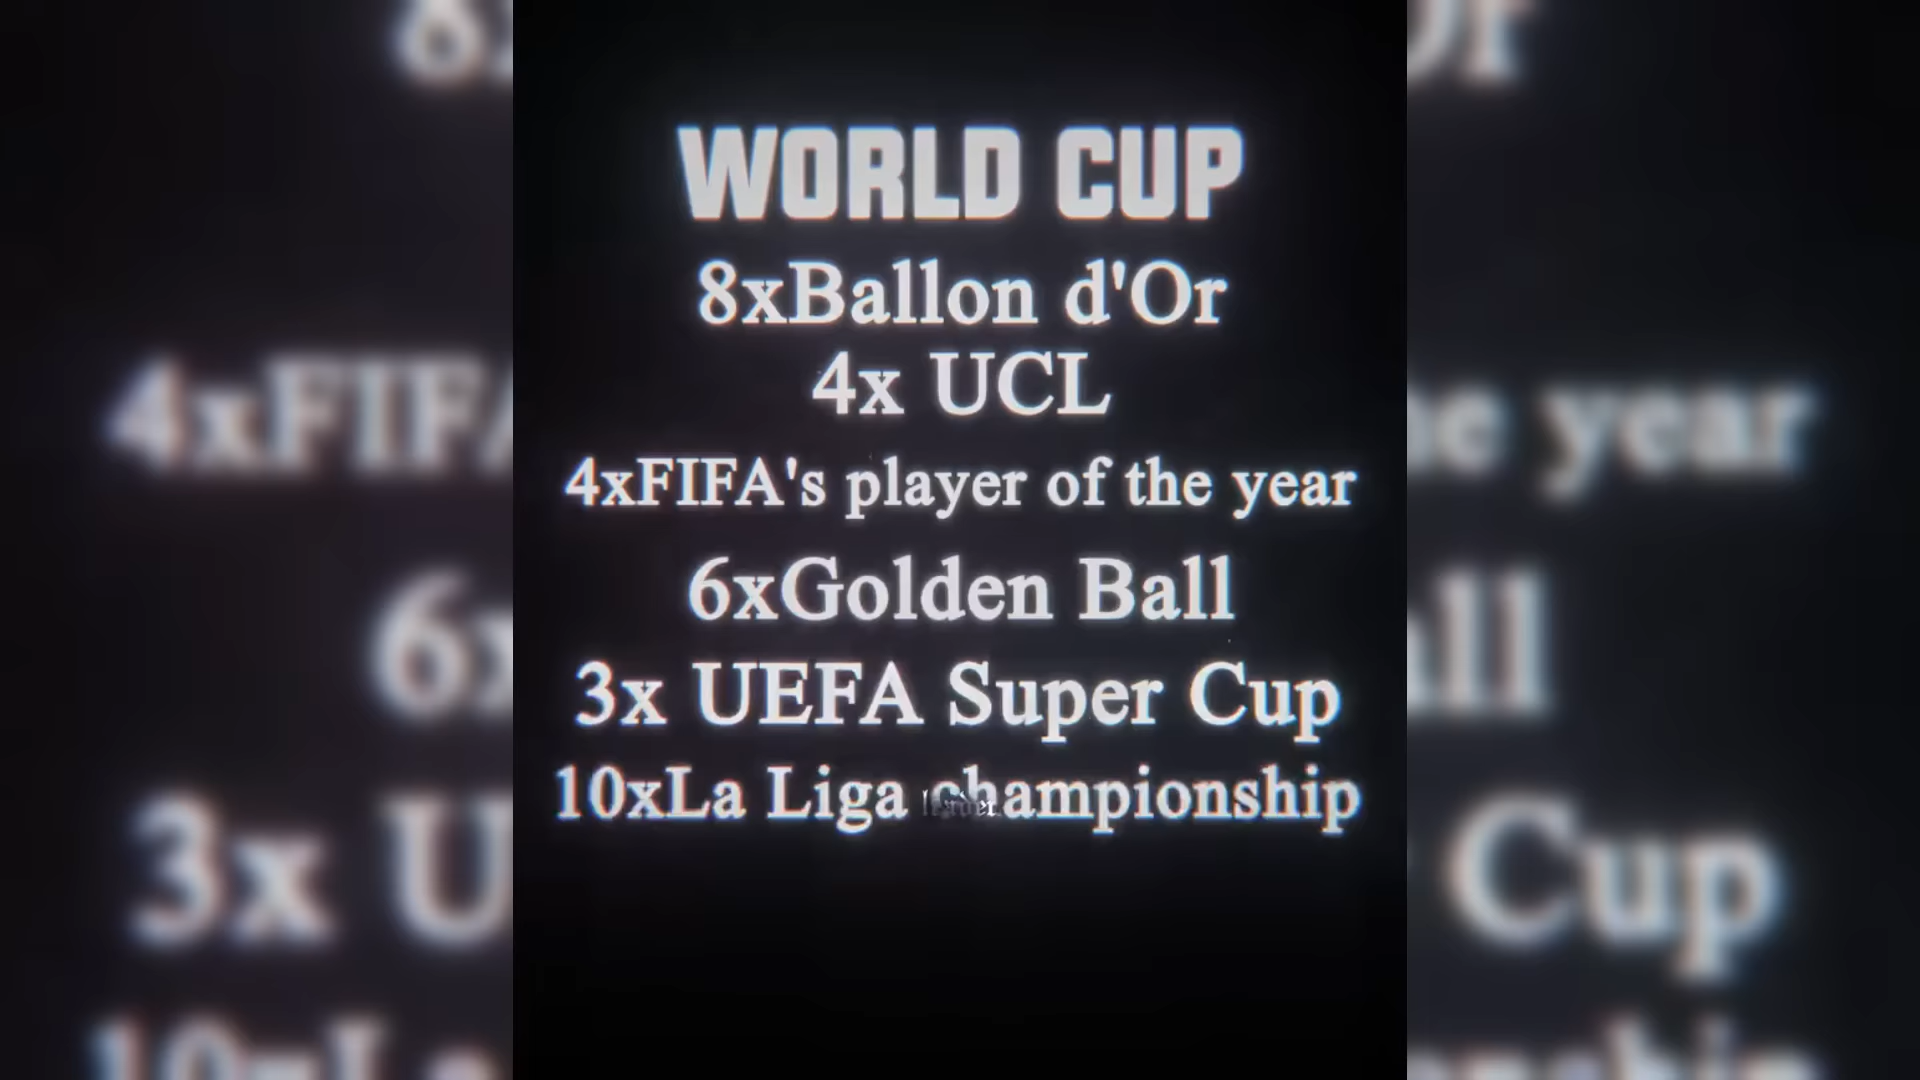 WORLD CUP
8xBallon d'Or
4x UCL
4xFIFA's player of the year
6xGolden Ball
3x UEFA Super Cup
10xLa Liga championship